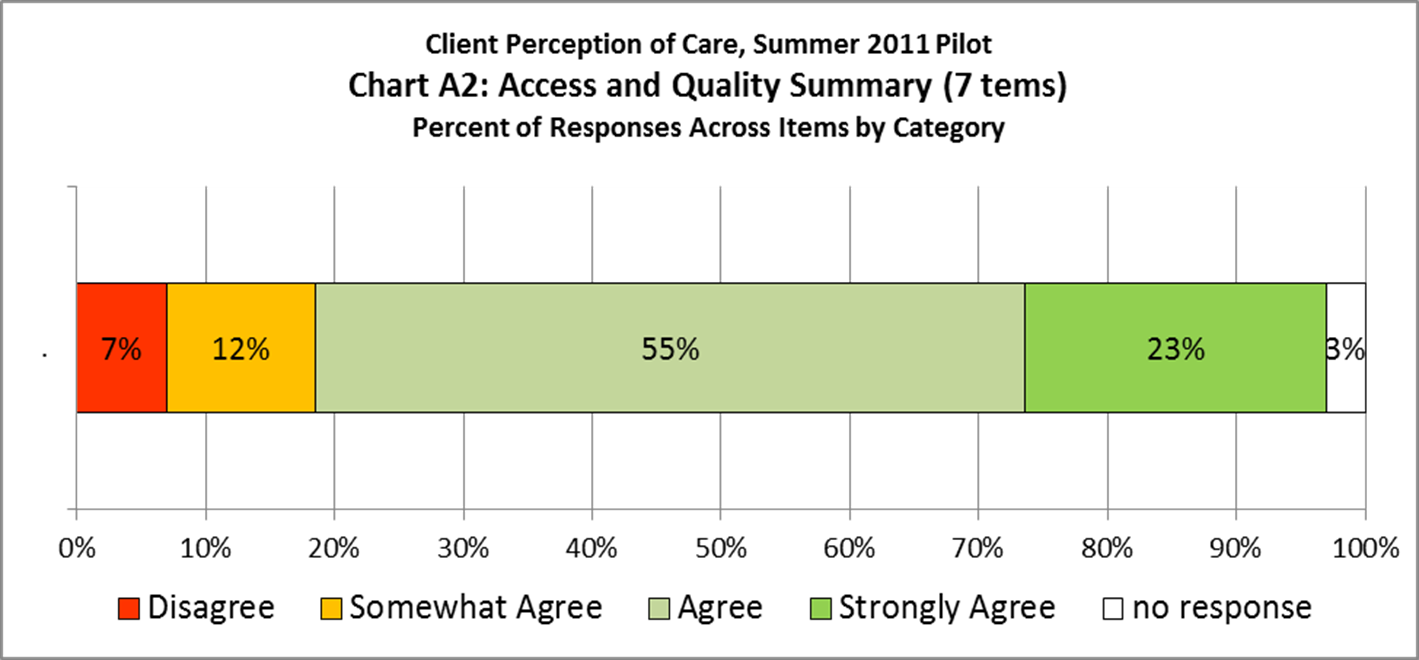 Client Perception of Care, Summer 2011 Pilot
Chart A2: Access and Quality Summary (7 tems)
Percent of Responses Across Items by Category
. 7% 12% 55% 23% 3%
0% 10% 20% 30% 40% 50% 60% 70% 80% 90% 100%
Disagree Somewhat Agree Agree Strongly Agree no response